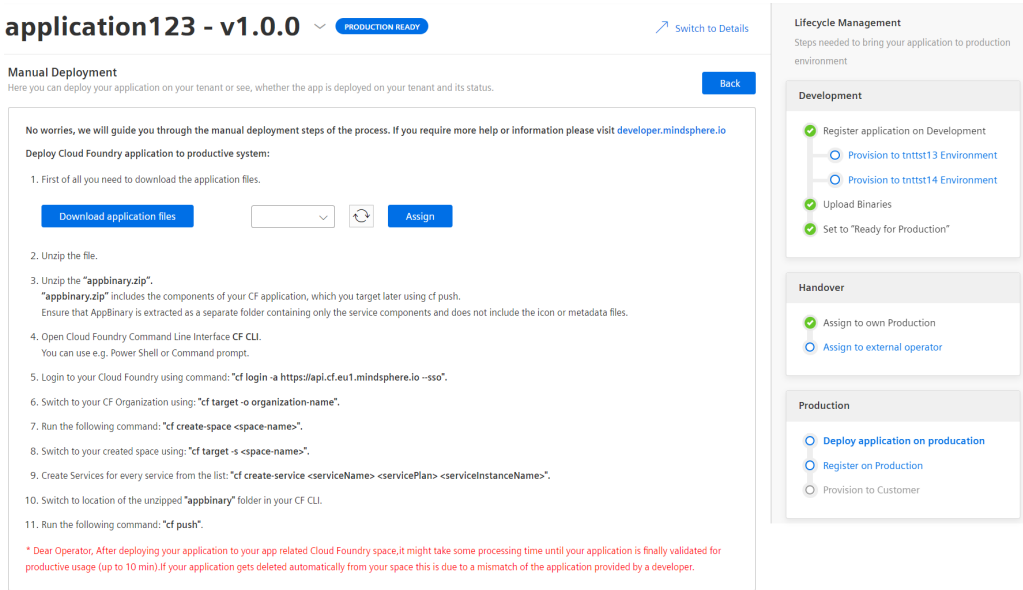 application123 - v1.0.0
PRODUCTION READY
Switch to Details
Manual Deployment
Here you can deploy your application on your tenant or see, whether the app is deployed on your tenant and its status.
Back
No worries, we will guide you through the manual deployment steps of the process. If you require more help or information please visit developer.mindsphere.io
Deploy Cloud Foundry application to productive system:
1. First of all you need to download the application files.
Download application files
Assign
2. Unzip the file.
3. Unzip the “appbinary.zip”.
“appbinary.zip” includes the components of your CF application, which you target later using cf push.
Ensure that AppBinary is extracted as a separate folder containing only the service components and does not include the icon or metadata files.
4. Open Cloud Foundry Command Line Interface CF CLI.
You can use e.g. Power Shell or Command prompt.
5. Login to your Cloud Foundry using command: "cf login -a https://api.cf.eu1.mindsphere.io --sso".
6. Switch to your CF Organization using: "cf target -o organization-name".
7. Run the following command: "cf create-space <space-name>".
8. Switch to your created space using: "cf target -s <space-name>".
9. Create Services for every service from the list: "cf create-service <serviceName> <servicePlan> <serviceInstanceName>".
10. Switch to location of the unzipped "appbinary" folder in your CF CLI.
11. Run the following command: "cf push".
* Dear Operator, After deploying your application to your app related Cloud Foundry space,it might take some processing time until your application is finally validated for
productive usage (up to 10 min).If your application gets deleted automatically from your space this is due to a mismatch of the application provided by a developer.
Lifecycle Management
Steps needed to bring your application to production
environment
Development
Register application on Development
Provision to tnttst13 Environment
Provision to tnttst14 Environment
Upload Binaries
Set to “Ready for Production”
Handover
Assign to own Production
Assign to external operator
Production
Deploy application on producation
Register on Production
Provision to Customer